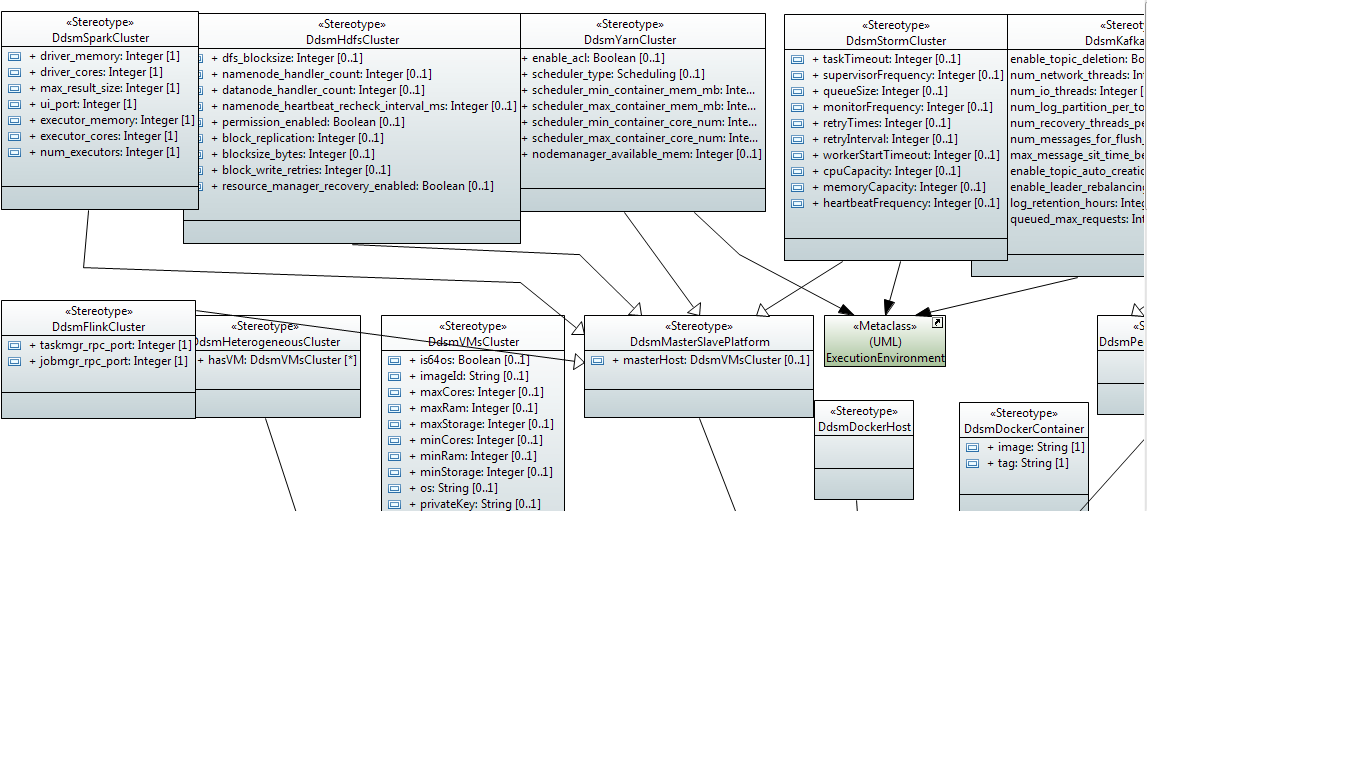 «Stereotype»
DdsmSparkCluster
+ driver_memory: Integer [1]
+ driver_cores: Integer [1]
+ max_result_size: Integer [1]
+ ui_port: Integer [1]
+ executor_memory: Integer [1]
+ executor_cores: Integer [1]
+ num_executors: Integer [1]
«Stereotype»
DdsmHdfsCluster
+ dfs_blocksize: Integer [0..1]
+ namenode_handler_count: Integer [0..1]
+ datanode_handler_count: Integer [0..1]
+ namenode_heartbeat_recheck_interval_ms: Integer [0..1]
+ permission_enabled: Boolean [0..1]
+ block_replication: Integer [0..1]
+ blocksize_bytes: Integer [0..1]
+ block_write_retries: Integer [0..1]
+ resource_manager_recovery_enabled: Boolean [0..1]
«Stereotype»
DdsmYarnCluster
+ enable_acl: Boolean [0..1]
+ scheduler_type: Scheduling [0..1]
+ scheduler_min_container_mem_mb: Inte...
+ scheduler_max_container_mem_mb: Inte...
+ scheduler_min_container_core_num: Inte...
+ scheduler_max_container_core_num: Inte...
+ nodemanager_available_mem: Integer [0..1]
«Stereotype»
DdsmStormCluster
+ taskTimeout: Integer [0..1]
+ supervisorFrequency: Integer [0..1]
+ queueSize: Integer [0..1]
+ monitorFrequency: Integer [0..1]
+ retryTimes: Integer [0..1]
+ retryInterval: Integer [0..1]
+ workerStartTimeout: Integer [0..1]
+ cpuCapacity: Integer [0..1]
+ memoryCapacity: Integer [0..1]
+ heartbeatFrequency: Integer [0..1]
«Stereot
DdsmKafka
enable_topic_deletion: Bo
num_network_threads: In
num_io_threads: Integer [
num_log_partition_per_to
num_recovery_threads_pe
num_messages_for_flush_
max_message_sit_time_be
enable_topic_auto_creatic
enable_leader_rebalancing
log_retention_hours: Integ
queued_max_requests: Int
«Stereotype»
DdsmFlinkCluster
+ taskmgr_rpc_port: Integer [1]
+ jobmgr_rpc_port: Integer [1]
«Stereotype»
DdsmHeterogeneousCluster
+ hasVM: DdsmVMsCluster [*]
«Stereotype»
DdsmVMsCluster
+ is64os: Boolean [0..1]
+ imageId: String [0..1]
+ maxCores: Integer [0..1]
+ maxRam: Integer [0..1]
+ maxStorage: Integer [0..1]
+ minCores: Integer [0..1]
+ minRam: Integer [0..1]
+ minStorage: Integer [0..1]
+ os: String [0..1]
+ privateKey: String [0..1]
«Stereotype»
DdsmMasterSlavePlatform
+ masterHost: DdsmVMsCluster [0..1]
«Metaclass»
(UML)
ExecutionEnvironment
«Stereotype»
DdsmDockerHost
«Stereotype»
DdsmDockerContainer
+ image: String [1]
+ tag: String [1]
«S
DdsmPe